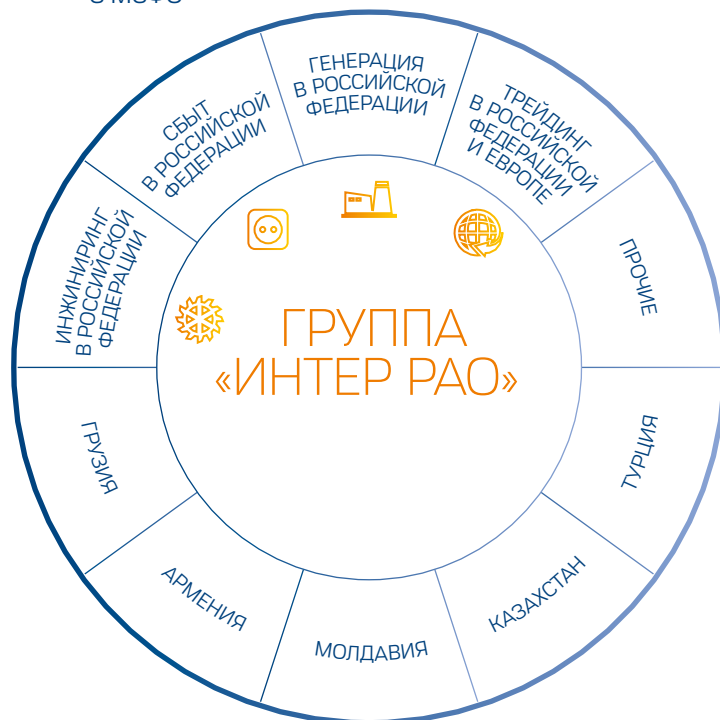 ГЕНЕРАЦИЯ
В РОССИЙСКОЙ
ФЕДЕРАЦИИ
ТРЕЙДИНГ
В РОССИЙСКОЙ
ФЕДЕРАЦИИ
И ЕВРОПЕ
ПРОЧИЕ
ТУРЦИЯ
КАЗАХСТАН
МОЛДАВИЯ
АРМЕНИЯ
ГРУЗИЯ
ИНЖИНИРИНГ
В РОССИЙСКОЙ
ФЕДЕРАЦИИ
СБЫТ
В РОССИЙСКОЙ
ФЕДЕРАЦИИ
ГРУППА
«ИНТЕР РАО»